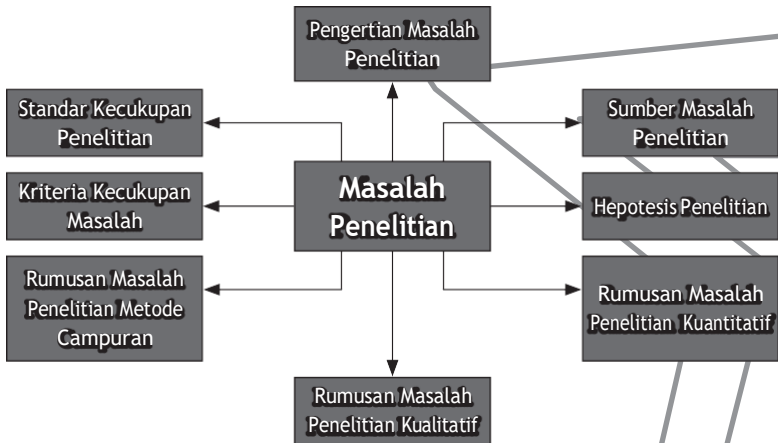 Pengertian Masalah
Penelitian
Standar Kecukupan
Penelitian
Sumber Masalah
Penelitian
Masalah
Penelitian
Kriteria Kecukupan
Masalah
Hepotesis Penelitian
Rumusan Masalah
Penelitian Metode
Campuran
Rumusan Masalah
Penelitian Kuantitatif
Rumusan Masalah
Penelitian Kualitatif